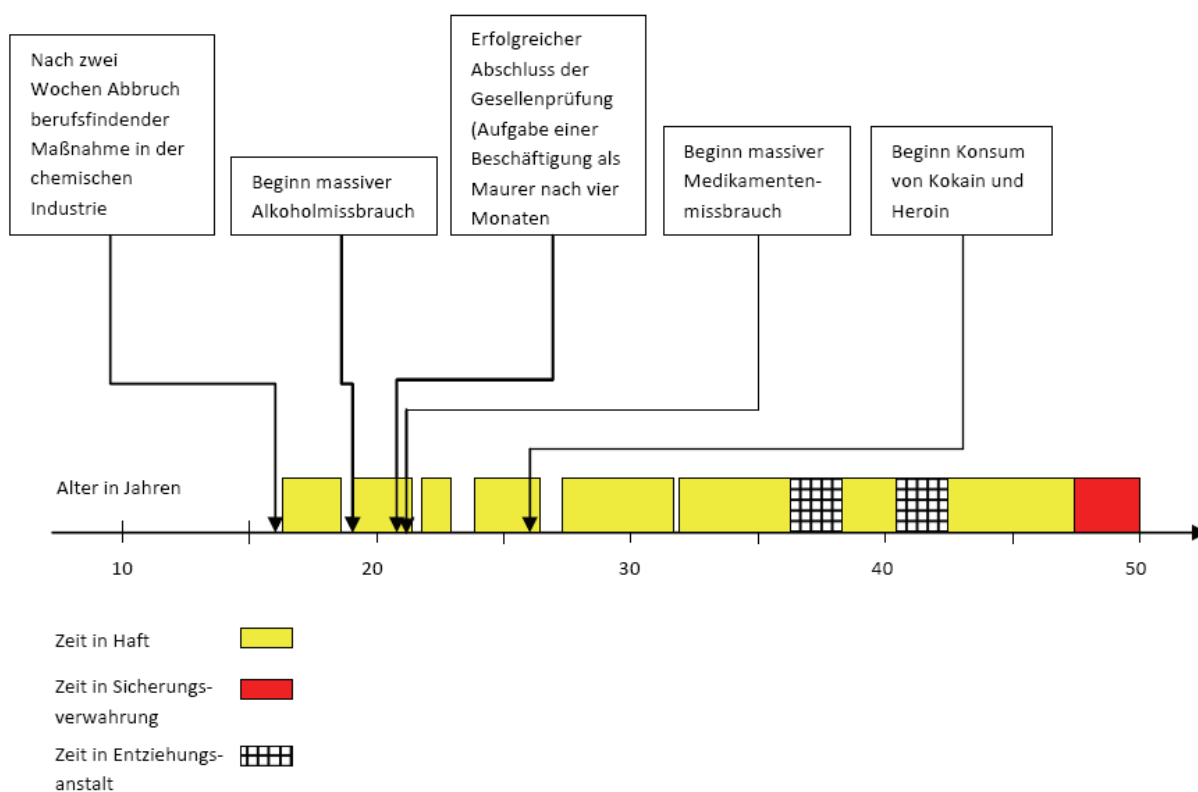 Nach zwei
Wochen Abbruch
berufsfindender
Maßnahme in der
chemischen
Industrie
Beginn massiver
Alkoholmissbrauch
Erfolgreicher
Abschluss der
Gesellenprüfung
(Aufgabe einer
Beschäftigung als
Maurer nach vier
Monaten
Beginn massiver
Medikamenten-
missbrauch
Beginn Konsum
von Kokain und
Heroin
Alter in Jahren
10 20 30 40 50
Zeit in Haft
Zeit in Sicherungs-
verwahrung
Zeit in Entziehungs-
anstalt